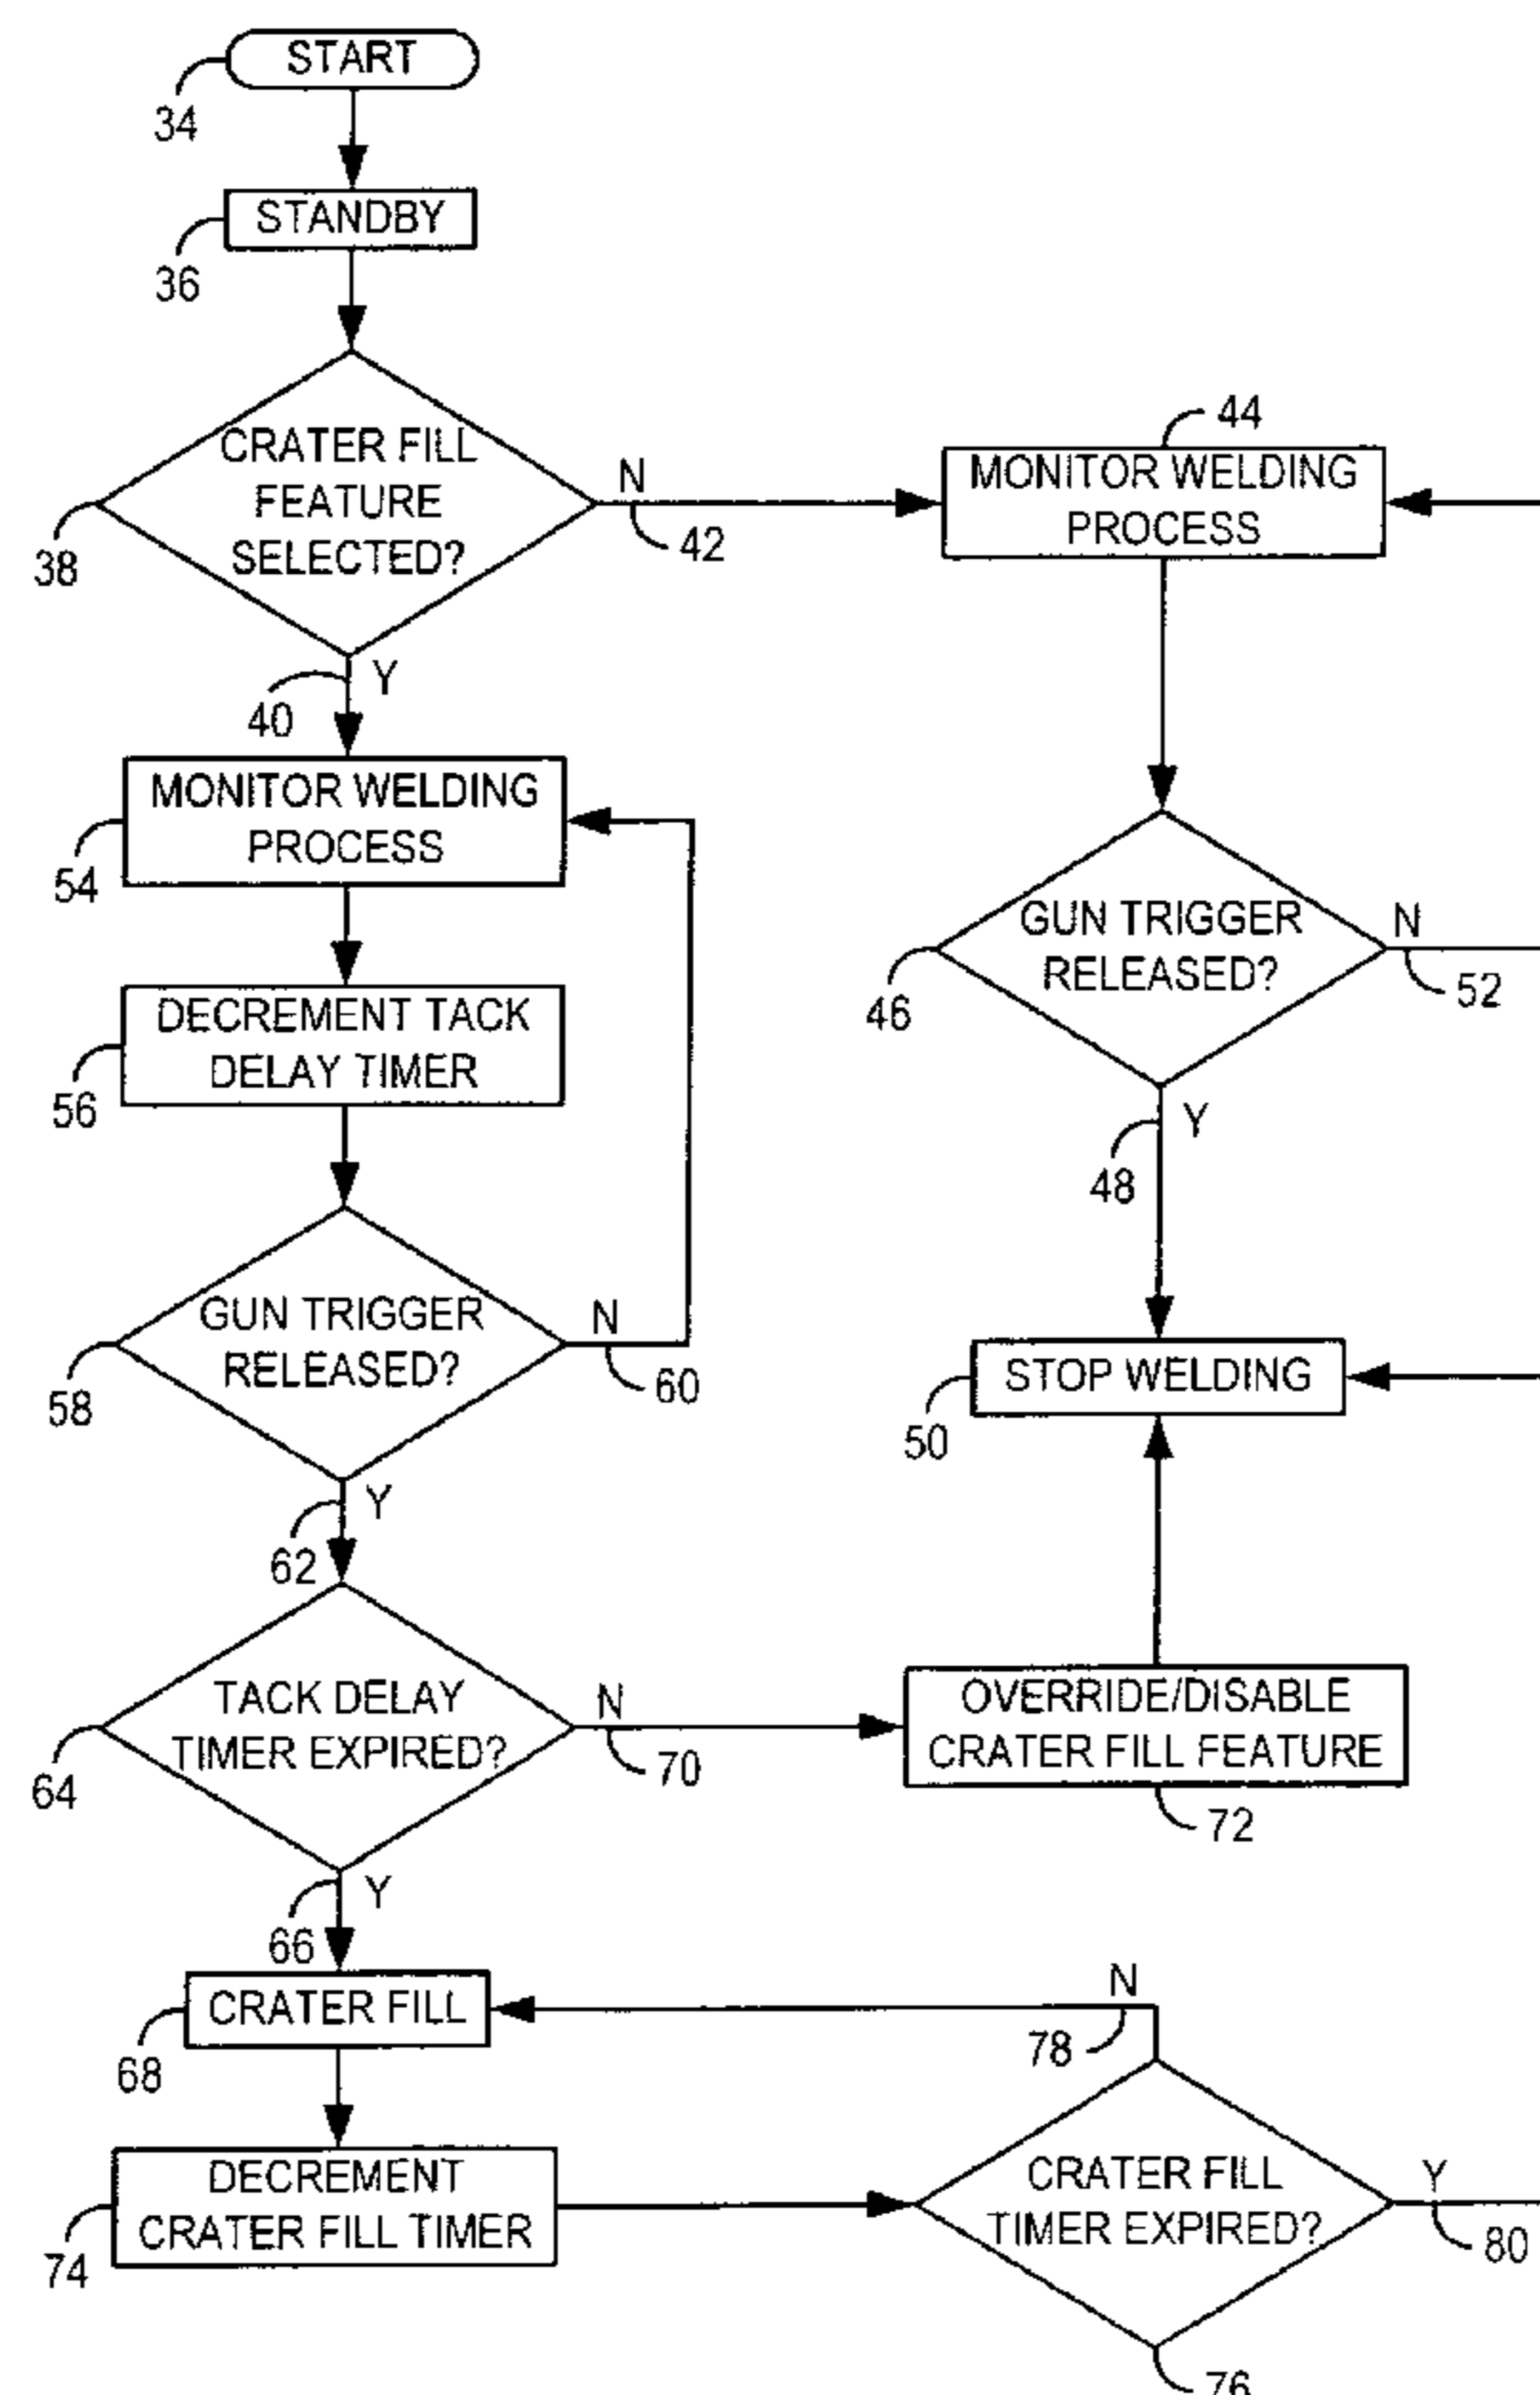 START
34
STANDBY
36
CRATER FILL
FEATURE
SELECTED?
38
N
42
Y
40
44
MONITOR WELDING
PROCESS
MONITOR WELDING
PROCESS
54
DECREMENT TACK
DELAY TIMER
56
GUN TRIGGER
RELEASED?
46
N
52
Y
48
GUN TRIGGER
RELEASED?
58
N
60
Y
62
STOP WELDING
50
TACK DELAY
TIMER EXPIRED?
64
N
70
Y
66
OVERRIDE/DISABLE
CRATER FILL FEATURE
72
CRATER FILL
68
N
78
DECREMENT
CRATER FILL TIMER
74
CRATER FILL
TIMER EXPIRED?
Y
80
76